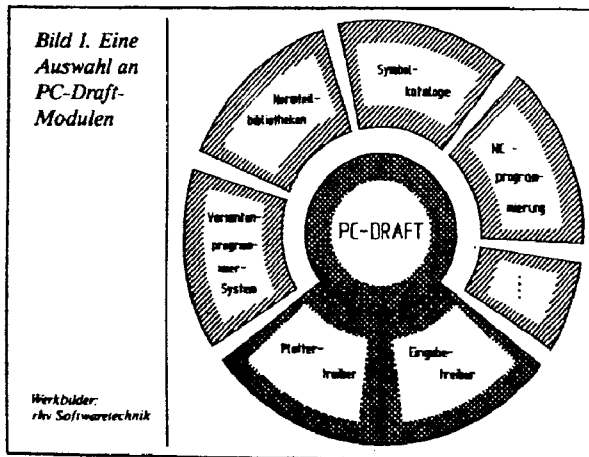 Bild 1. Eine
Auswahl an
PC-Draft-
Modulen
Normteil-
bibliotheken
Symbol-
kataloge
NC -
program-
mierung
Varianten-
program-
mier-
System
PC-DRAFT
⋮
Plotter-
treiber
Eingabe-
treiber
Werkbilder:
rhv Softwaretechnik